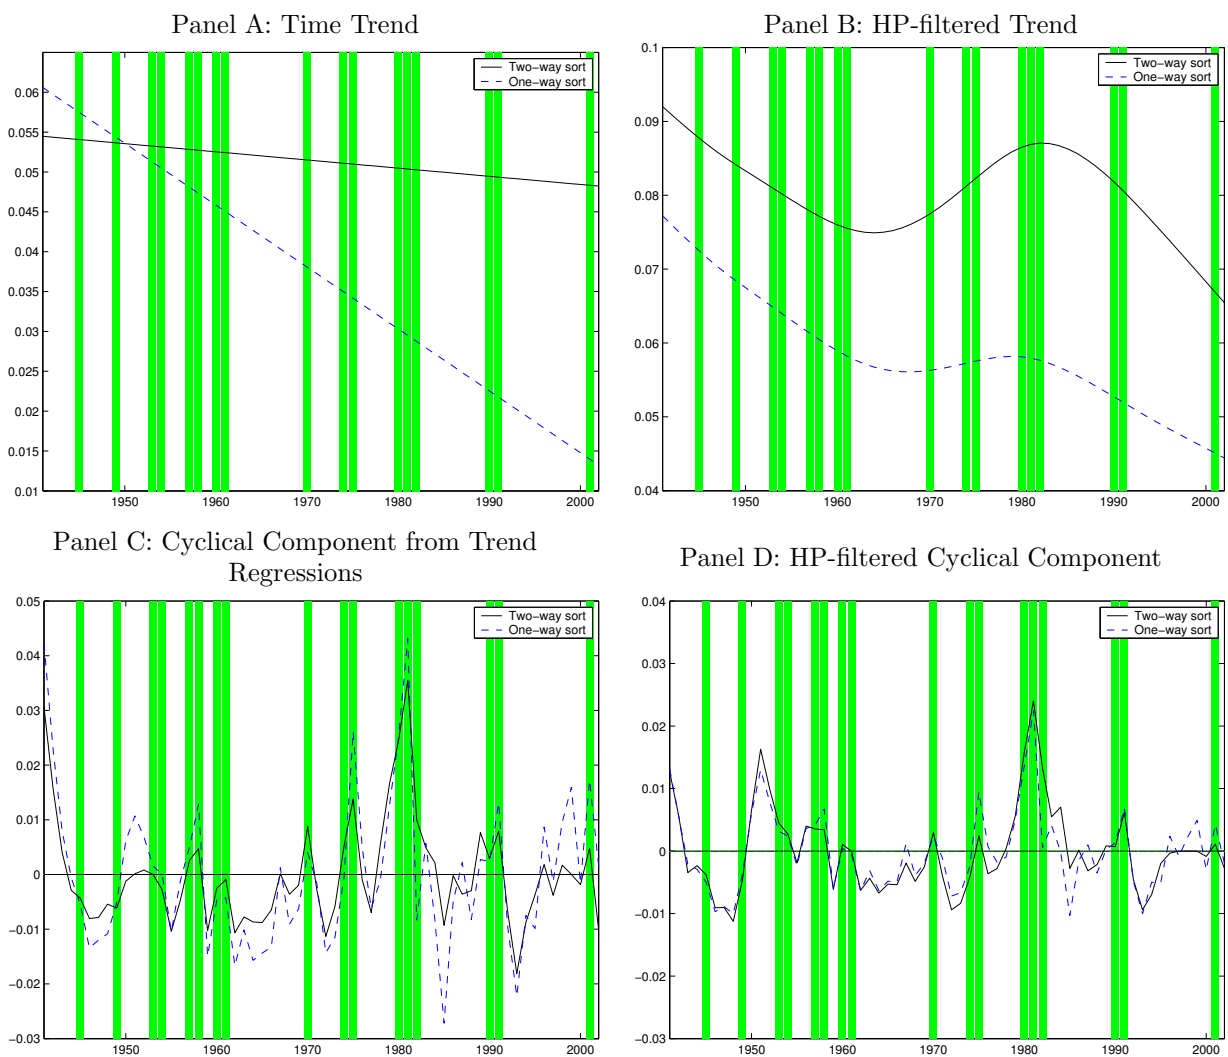 Panel A: Time Trend
Two-way sort
One-way sort
0.06
0.055
0.05
0.045
0.04
0.035
0.03
0.025
0.02
0.015
0.01
1950 1960 1970 1980 1990 2000
Panel B: HP-filtered Trend
Two-way sort
One-way sort
0.1
0.09
0.08
0.07
0.06
0.05
0.04
1950 1960 1970 1980 1990 2000
Panel C: Cyclical Component from Trend
Regressions
Two-way sort
One-way sort
0.05
0.04
0.03
0.02
0.01
0
−0.01
−0.02
−0.03
1950 1960 1970 1980 1990 2000
Panel D: HP-filtered Cyclical Component
Two-way sort
One-way sort
0.04
0.03
0.02
0.01
0
−0.01
−0.02
−0.03
1950 1960 1970 1980 1990 2000